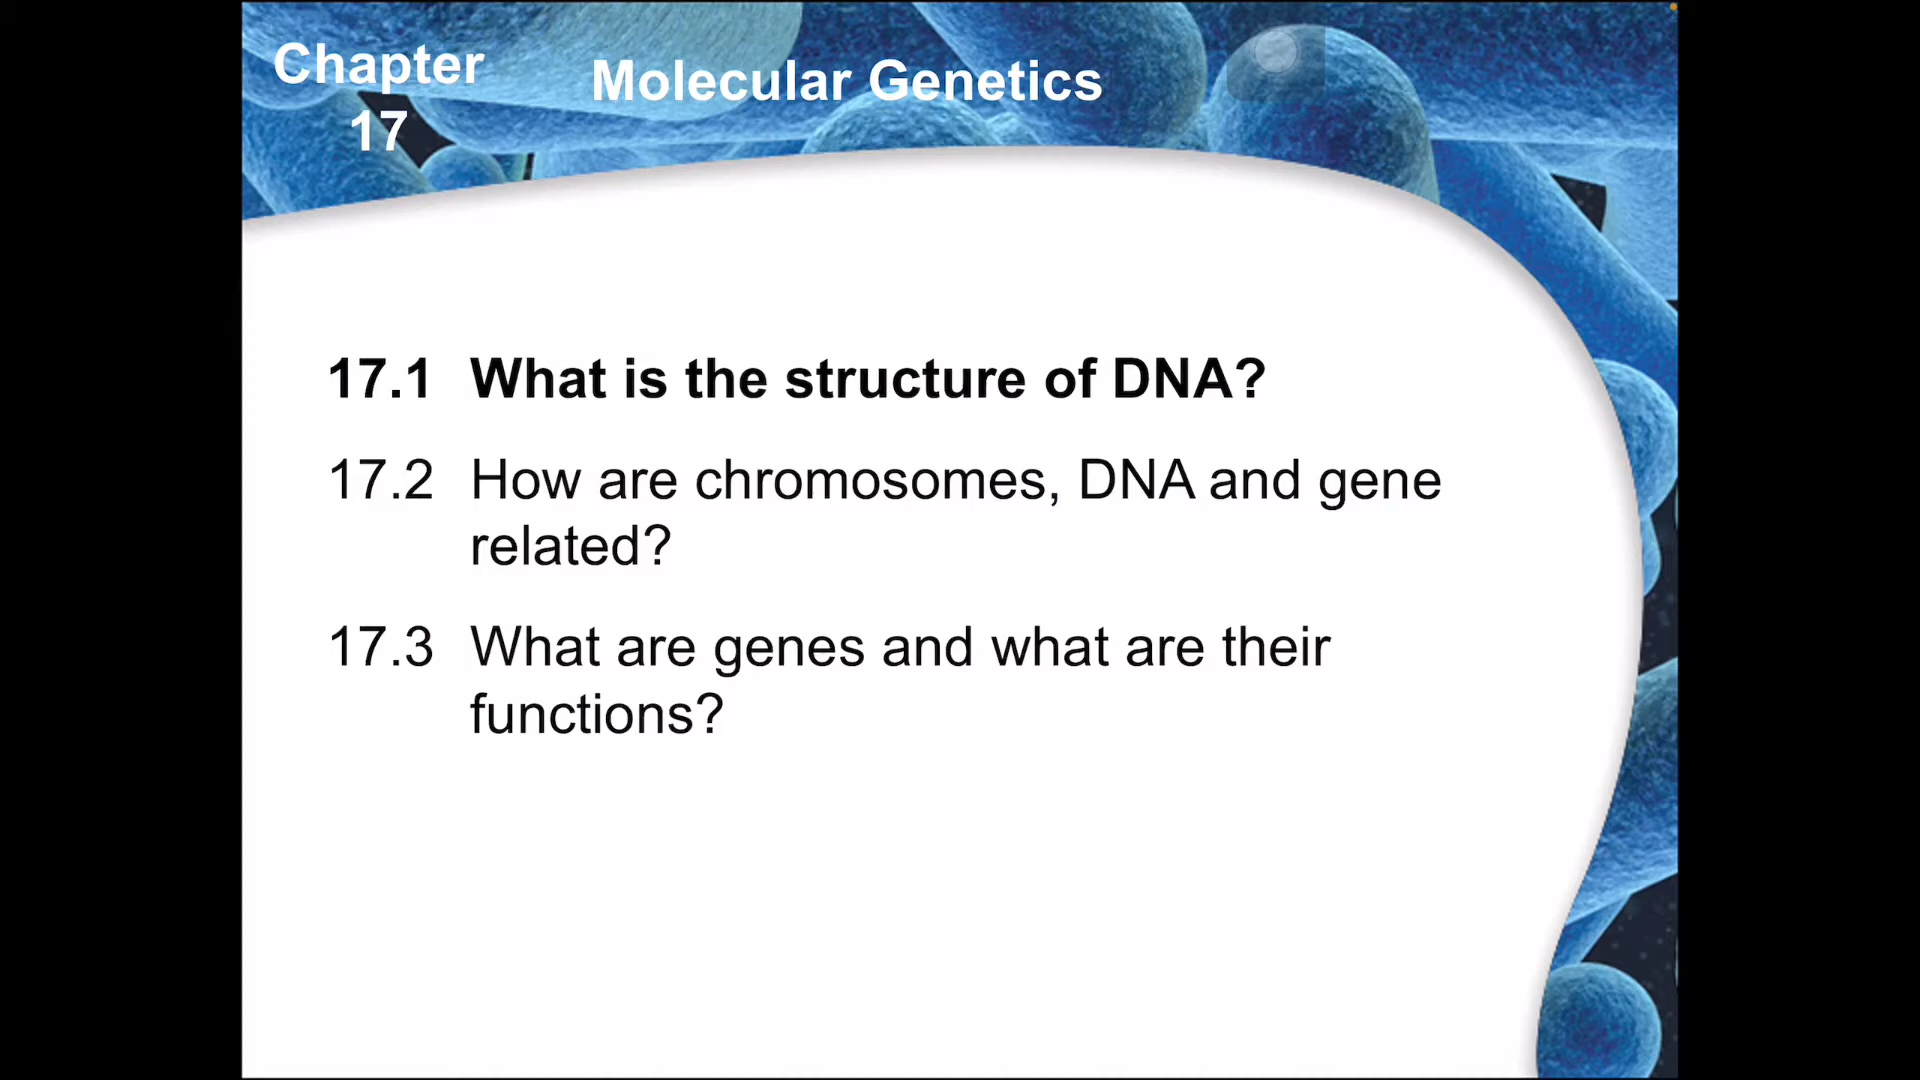 Chapter
17
Molecular Genetics
17.1 What is the structure of DNA?
17.2 How are chromosomes, DNA and gene
related?
17.3 What are genes and what are their
functions?